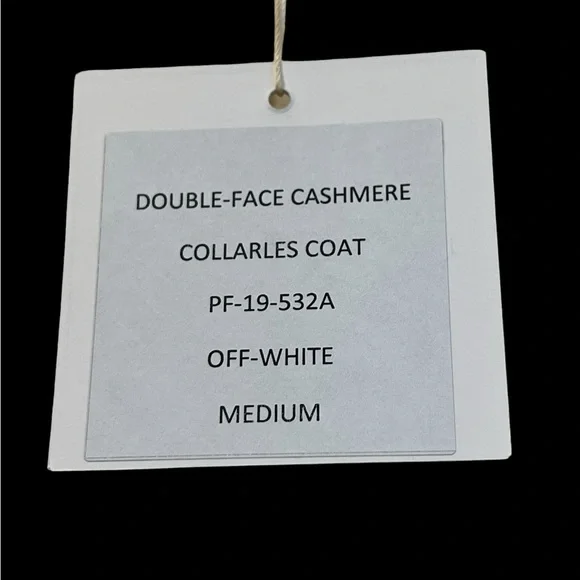 DOUBLE-FACE CASHMERE
COLLARLES COAT
PF-19-532A
OFF-WHITE
MEDIUM